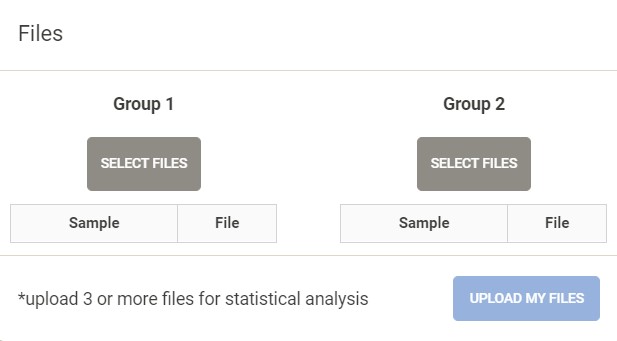 Files
Group 1
Group 2
SELECT FILES
SELECT FILES
Sample File
Sample File
*upload 3 or more files for statistical analysis
UPLOAD MY FILES